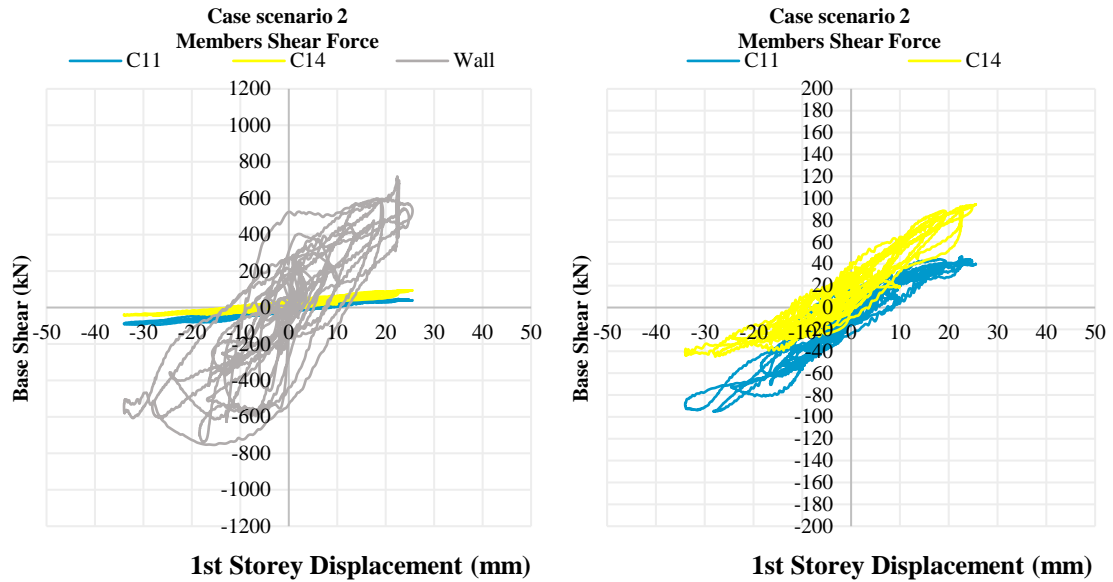 Case scenario 2
Members Shear Force
C11 C14 Wall
1200
1000
800
600
400
200
0
-200
-400
-600
-800
-1000
-1200
-50 -40 -30 -20 -10 0 10 20 30 40 50
Base Shear (kN)
1st Storey Displacement (mm)
Case scenario 2
Members Shear Force
C11 C14
200
180
160
140
120
100
80
60
40
20
0
-20
-40
-60
-80
-100
-120
-140
-160
-180
-200
-50 -40 -30 -20 -10 0 10 20 30 40 50
Base Shear (kN)
1st Storey Displacement (mm)